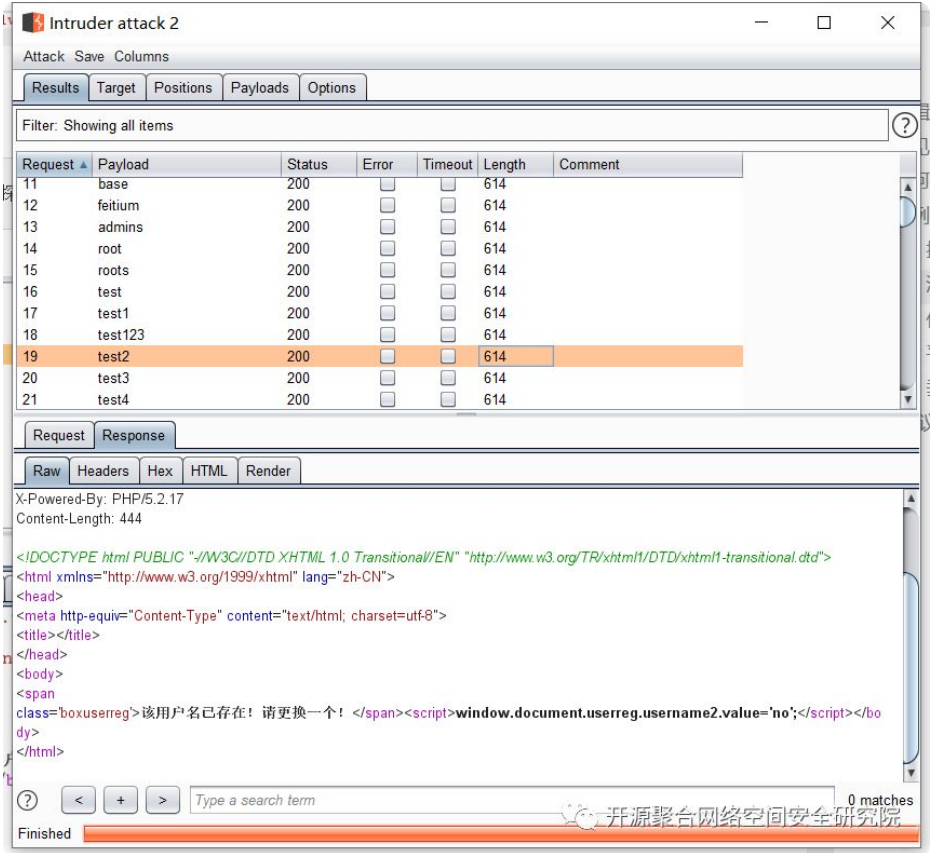 Intruder attack 2
Attack Save Columns
Results Target Positions Payloads Options
Filter: Showing all items
Request Payload Status Error Timeout Length Comment
11 base 200 614
12 feitium 200 614
13 admins 200 614
14 root 200 614
15 roots 200 614
16 test 200 614
17 test1 200 614
18 test123 200 614
19 test2 200 614
20 test3 200 614
21 test4 200 614
Request Response
Raw Headers Hex HTML Render
X-Powered-By: PHP/5.2.17
Content-Length: 444
<!DOCTYPE html PUBLIC "-//W3C//DTD XHTML 1.0 Transitional//EN" "http://www.w3.org/TR/xhtml1/DTD/xhtml1-transitional.dtd">
<html xmlns="http://www.w3.org/1999/xhtml" lang="zh-CN">
<head>
<meta http-equiv="Content-Type" content="text/html; charset=utf-8">
<title></title>
</head>
<body>
<span
class='boxuserreg'>该用户名已存在！请更换一个！</span><script>window.document.userreg.username2.value='no';</script></bo
dy>
</html>
? < + > Type a search term 0 matches
开源聚合网络空间安全研究院
Finished